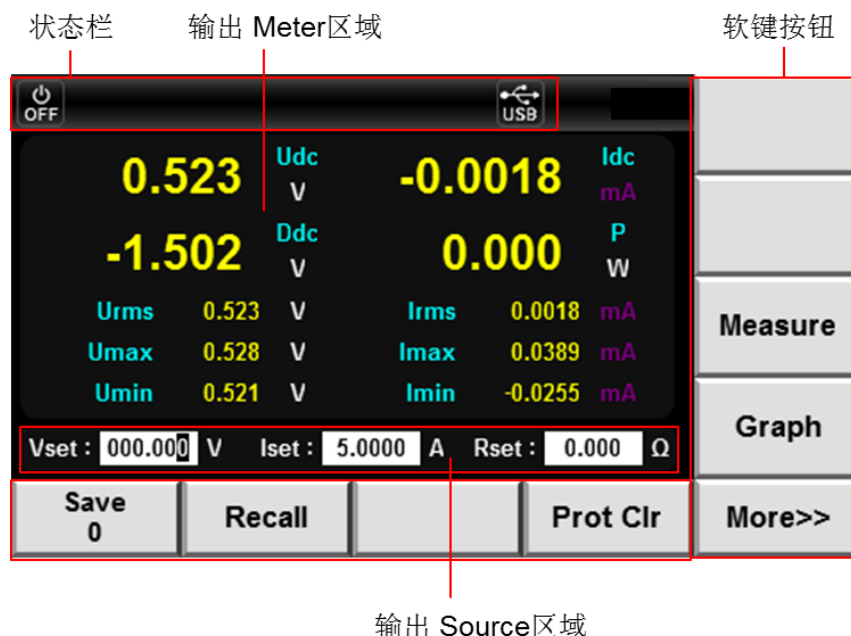 状态栏 输出 Meter区域 软键按钮
OFF USB
0.523 Udc V -0.0018 Idc mA
-1.502 Ddc V 0.000 P W
Urms 0.523 V Irms 0.0018 mA
Umax 0.528 V Imax 0.0389 mA
Umin 0.521 V Imin -0.0255 mA
Measure
Graph
Vset : 000.000 V Iset : 5.0000 A Rset : 0.000 Ω
Save
0
Recall Prot Clr More>>
输出 Source区域